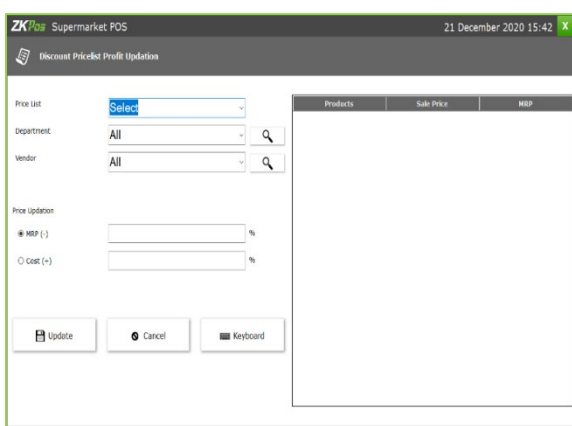 ZKPos Supermarket POS 21 December 2020 15:42 X
Discount Pricelist Profit Updation
Price List Select
Products Sale Price MRP
Department All
Vendor All
Price Updation
MRP (-) %
Cost (+) %
Update Cancel Keyboard